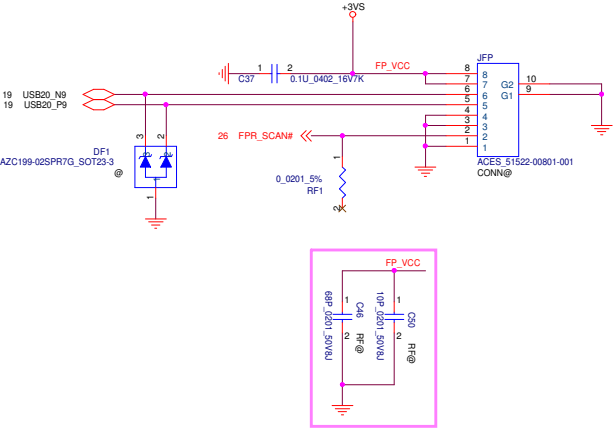 +3VS
FP_VCC
C37 1 2 0.1U_0402_16V7K
JFP
8 8
7 7
G2 10
19 USB20_N9
6 6
G1 9
19 USB20_P9
5 5
4 4
3 3
26 FPR_SCAN#
2 2
1 1
3 2
DF1
AZC199-02SPR7G_SOT23-3
@
1
1
0_0201_5%
RF1
2
ACES_51522-00801-001
CONN@
FP_VCC
1 1
68P_0201_50V8J
C46
10P_0201_50V8J
C50
2 2
RF@
RF@